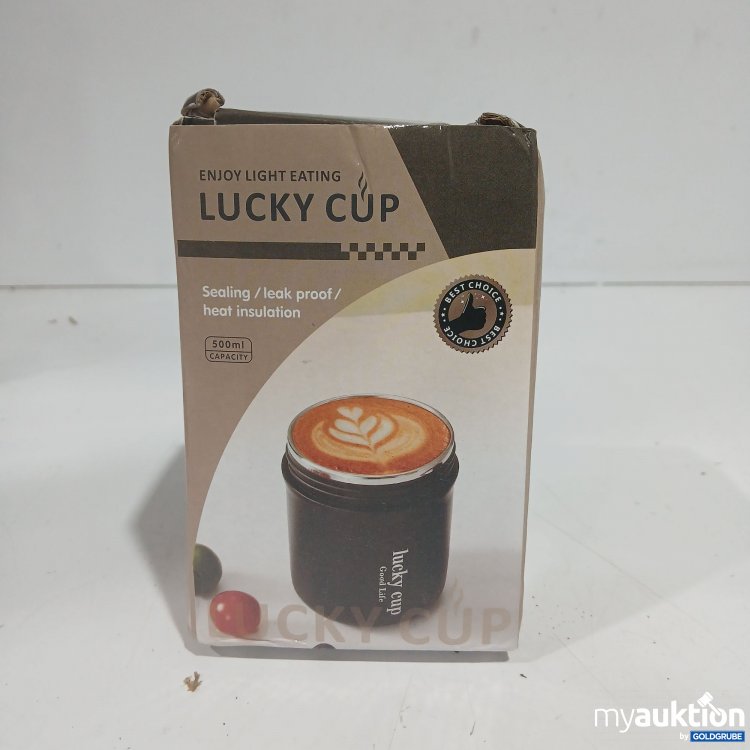 ENJOY LIGHT EATING
LUCKY CUP
Sealing / leak proof /
heat insulation
500ml
CAPACITY
BEST CHOICE
BEST CHOICE
lucky cup
Good Life
LUCKY CUP
myauktion
by GOLDGRUBE